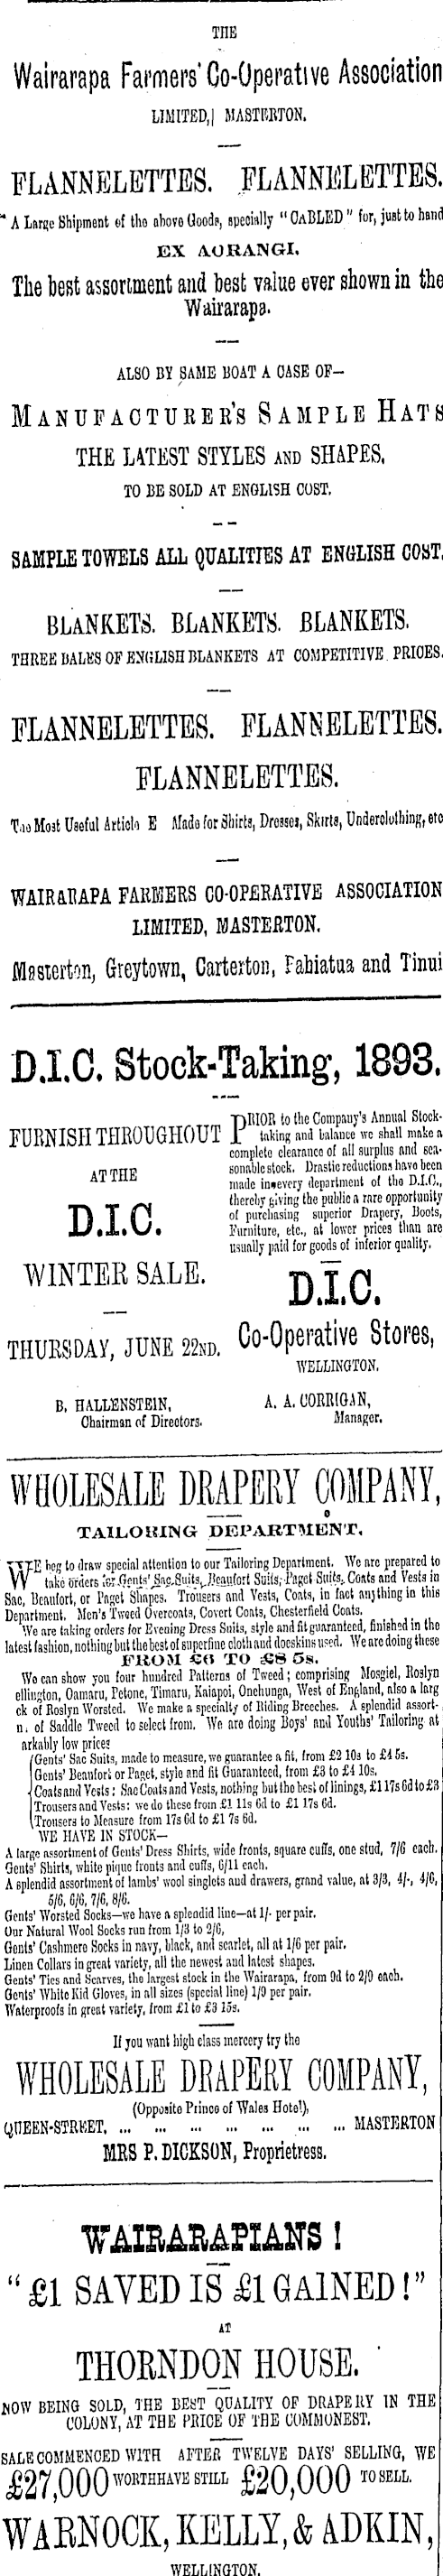 THE
Wairarapa Farmers' Co-Operative Association
LIMITED, MASTERTON.
FLANNELETTES. FLANNELETTES.
A Large Shipment of the above Goods, specially "CABLED" for, just to hand
EX AORANGI.
The best assortment and best value ever shown in the
Wairarapa.
ALSO BY SAME BOAT A CASE OF—
MANUFACTURER'S SAMPLE HATS
THE LATEST STYLES AND SHAPES,
TO BE SOLD AT ENGLISH COST.
SAMPLE TOWELS ALL QUALITIES AT ENGLISH COST.
BLANKETS. BLANKETS. BLANKETS.
THREE BALES OF ENGLISH BLANKETS AT COMPETITIVE PRICES.
FLANNELETTES. FLANNELETTES.
FLANNELETTES.
The Most Useful Article Made for Shirts, Dresses, Skirts, Underclothing, etc
WAIRARAPA FARMERS CO-OPERATIVE ASSOCIATION
LIMITED, MASTERTON.
Masterton, Greytown, Carterton, Pahiatua and Tinui
D.I.C. Stock-Taking, 1893.
FURNISH THROUGHOUT
AT THE
D.I.C.
WINTER SALE.
THURSDAY, JUNE 22ND.
B. HALLENSTEIN,
Chairman of Directors.
PRIOR to the Company's Annual Stock-
taking and balance we shall make a
complete clearance of all surplus and sea-
sonable stock. Drastic reductions have been
made in every department of the D.I.C.,
thereby giving the public a rare opportunity
of purchasing superior Drapery, Boots,
Furniture, etc., at lower prices than are
usually paid for goods of inferior quality.
D.I.C.
Co-Operative Stores,
WELLINGTON.
A. A. CORRIGAN,
Manager.
WHOLESALE DRAPERY COMPANY,
TAILORING DEPARTMENT.
WE beg to draw special attention to our Tailoring Department. We are prepared to
take orders for Gents' Sac Suits, Beaufort Suits, Paget Suits, Coats and Vests in
Sac, Beaufort, or Paget Shapes. Trousers and Vests, Coats, in fact anything in this
Department. Men's Tweed Overcoats, Covert Coats, Chesterfield Coats.
We are taking orders for Evening Dress Suits, style and fit guaranteed, finished in the
latest fashion, nothing but the best of superfine cloth and doeskins used. We are doing these
FROM £6 TO £8 5s.
We can show you four hundred Patterns of Tweed; comprising Mosgiel, Roslyn
ellington, Oamaru, Petone, Timaru, Kaiapoi, Onehunga, West of England, also a larg
ck of Roslyn Worsted. We make a specialty of Riding Breeches. A splendid assort-
n. of Saddle Tweed to select from. We are doing Boys' and Youths' Tailoring at
arkably low prices
Gents' Sac Suits, made to measure, we guarantee a fit, from £2 10s to £4 5s.
Gents' Beaufort or Paget, style and fit Guaranteed, from £3 to £4 10s.
Coats and Vests: Sac Coats and Vests, nothing but the best of linings, £1 17s 6d to £3
Trousers and Vests: we do these from £1 11s 6d to £1 17s 6d.
Trousers to Measure from 17s 6d to £1 7s 6d.
WE HAVE IN STOCK—
A large assortment of Gents' Dress Shirts, wide fronts, square cuffs, one stud, 7/6 each.
Gents' Shirts, white pique fronts and cuffs, 6/11 each.
A splendid assortment of lambs' wool singlets and drawers, grand value, at 3/3, 4/-, 4/6,
5/6, 6/6, 7/6, 8/6.
Gents' Worsted Socks—we have a splendid line—at 1/- per pair.
Our Natural Wool Socks run from 1/3 to 2/6,
Gents' Cashmere Socks in navy, black, and scarlet, all at 1/6 per pair.
Linen Collars in great variety, all the newest and latest shapes.
Gents' Ties and Scarves, the largest stock in the Wairarapa, from 9d to 2/9 each.
Gents' White Kid Gloves, in all sizes (special line) 1/9 per pair.
Waterproofs in great variety, from £1 to £3 15s.
If you want high class mercery try the
WHOLESALE DRAPERY COMPANY,
(Opposite Prince of Wales Hotel),
QUEEN-STREET, ... ... ... ... ... ... ... MASTERTON
MRS P. DICKSON, Proprietress.
WAIRARAPIANS!
"£1 SAVED IS £1 GAINED!"
AT
THORNDON HOUSE.
NOW BEING SOLD, THE BEST QUALITY OF DRAPERY IN THE
COLONY, AT THE PRICE OF THE COMMONEST.
SALE COMMENCED WITH AFTER TWELVE DAYS' SELLING, WE
£27,000 WORTH HAVE STILL £20,000 TO SELL.
WARNOCK, KELLY, & ADKIN,
WELLINGTON.